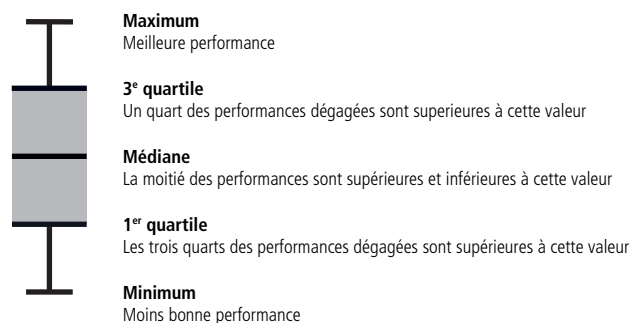 Maximum
Meilleure performance
3e quartile
Un quart des performances dégagées sont superieures à cette valeur
Médiane
La moitié des performances sont supérieures et inférieures à cette valeur
1er quartile
Les trois quarts des performances dégagées sont supérieures à cette valeur
Minimum
Moins bonne performance